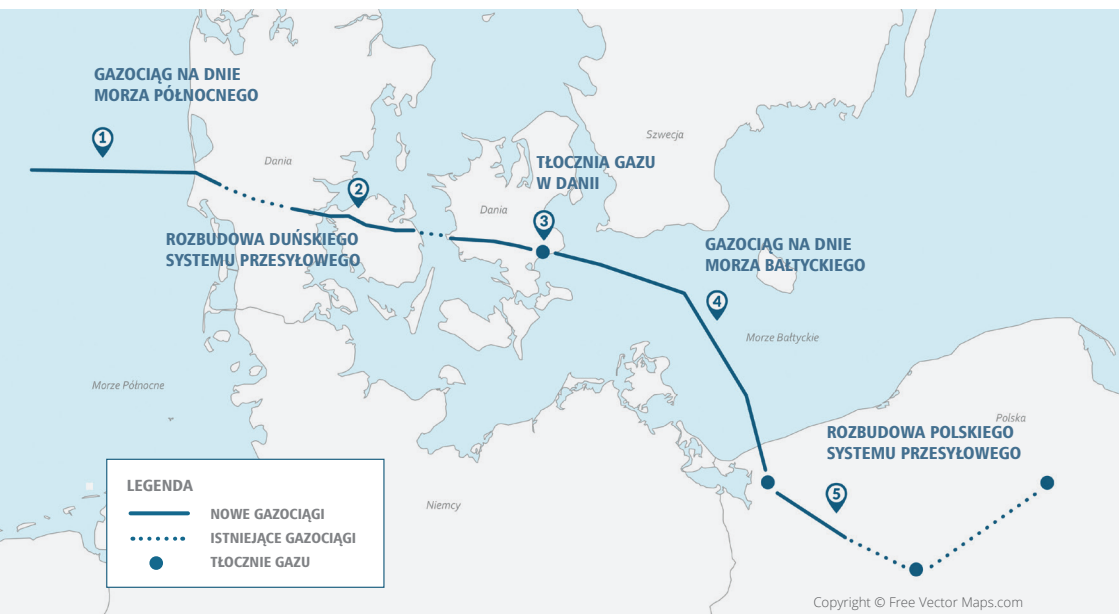 GAZOCIĄG NA DNIE
MORZA PÓŁNOCNEGO
1
Dania
2
ROZBUDOWA DUŃSKIEGO
SYSTEMU PRZESYŁOWEGO
Szwecja
TŁOCZNIA GAZU
W DANII
Dania
3
GAZOCIĄG NA DNIE
MORZA BAŁTYCKIEGO
4
Morze Bałtyckie
Morze Północne
Polska
ROZBUDOWA POLSKIEGO
SYSTEMU PRZESYŁOWEGO
5
Niemcy
LEGENDA
NOWE GAZOCIĄGI
ISTNIEJĄCE GAZOCIĄGI
TŁOCZNIE GAZU
Copyright © Free Vector Maps.com